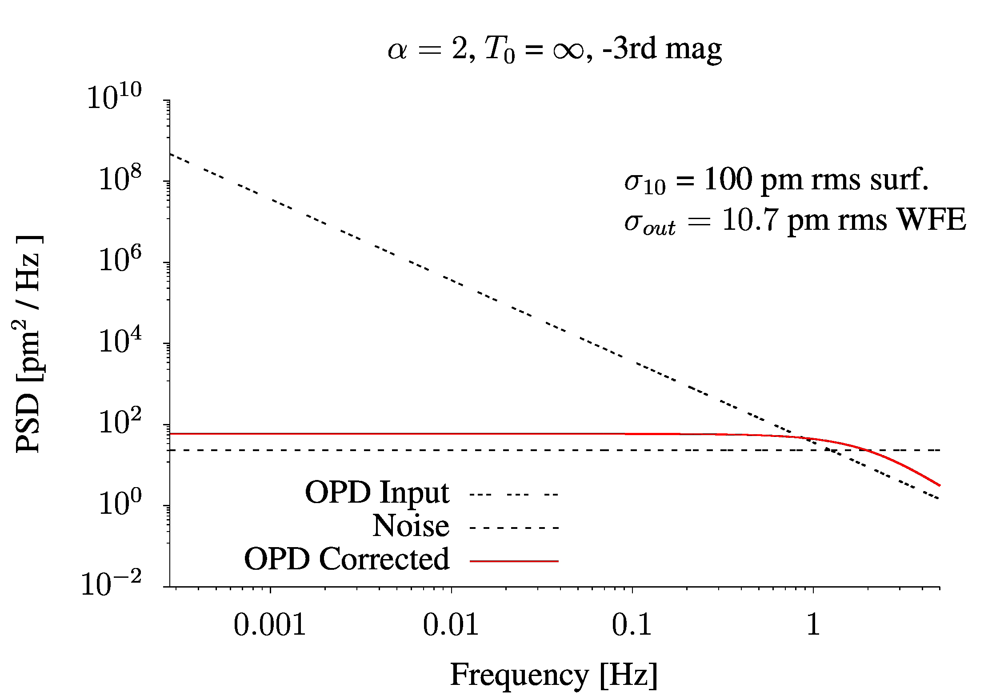 α = 2, T₀ = ∞, -3rd mag
10¹⁰
10⁸
10⁶
10⁴
10²
10⁰
10⁻²
PSD [pm² / Hz ]
σ₁₀ = 100 pm rms surf.
σₒᵤₜ = 10.7 pm rms WFE
OPD Input
Noise
OPD Corrected
0.001 0.01 0.1 1
Frequency [Hz]